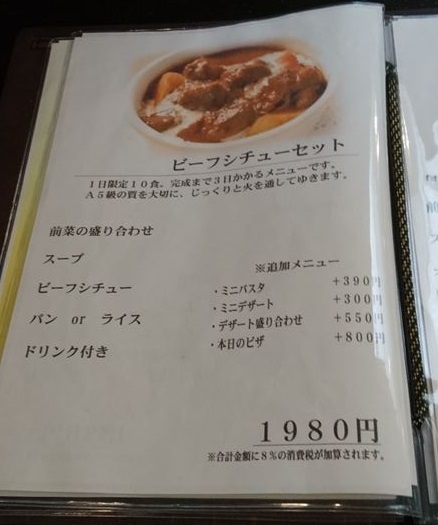 ビーフシチューセット
1日限定10食。完成まで3日かかるメニューです。
A5級の質を大切に、じっくりと火を通してゆきます。
前菜の盛り合わせ
スープ
ビーフシチュー
パン or ライス
ドリンク付き
※追加メニュー
・ミニパスタ +390円
・ミニデザート +300円
・デザート盛り合わせ +550円
・本日のピザ +800円
1980円
※合計金額に8%の消費税が加算されます。